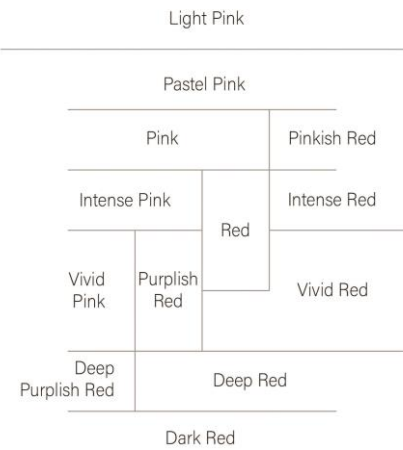 Light Pink
Pastel Pink
Pink
Pinkish Red
Intense Pink
Intense Red
Red
Vivid
Pink
Purplish
Red
Vivid Red
Deep
Purplish Red
Deep Red
Dark Red